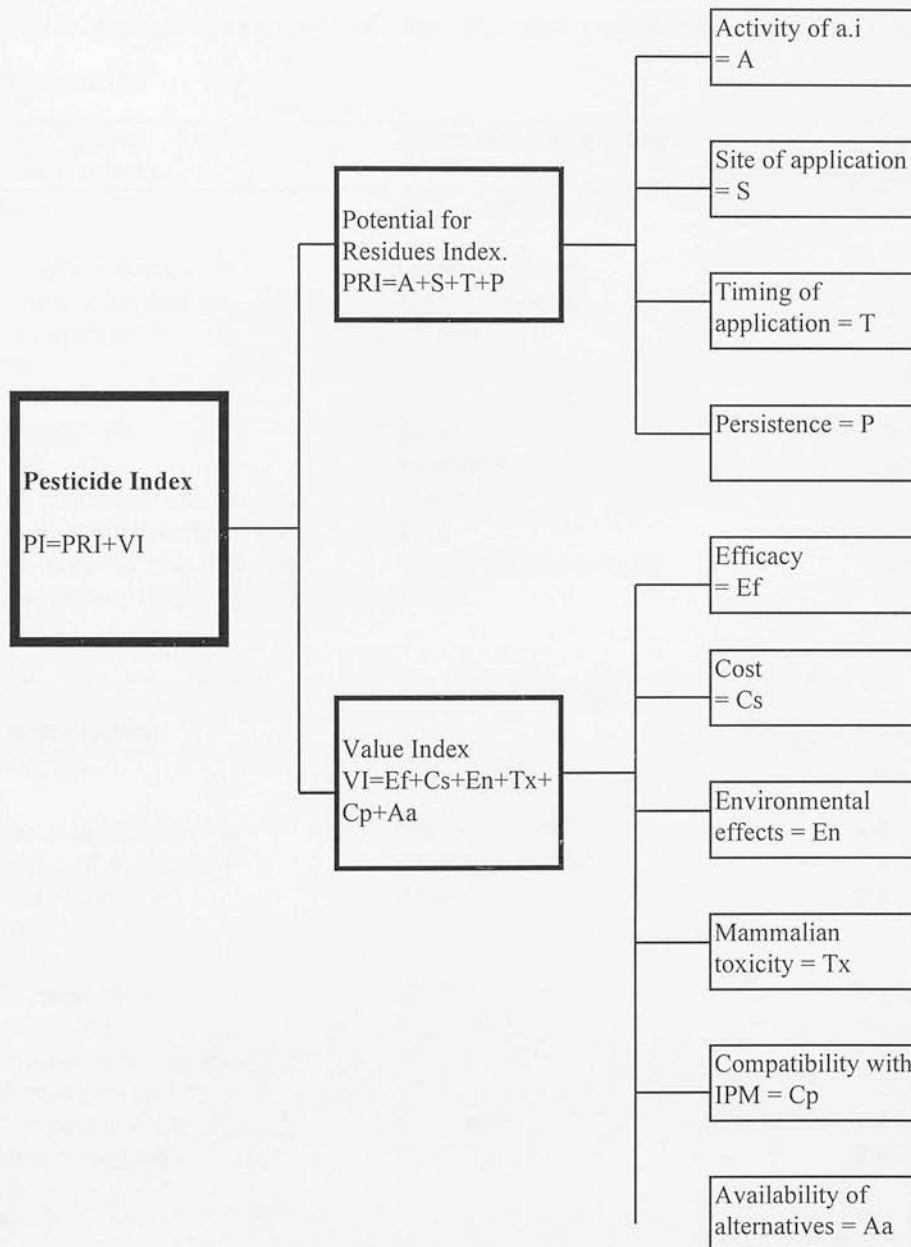 Pesticide Index
PI=PRI+VI
Potential for
Residues Index.
PRI=A+S+T+P
Activity of a.i
= A
Site of application
= S
Timing of
application = T
Persistence = P
Value Index
VI=Ef+Cs+En+Tx+
Cp+Aa
Efficacy
= Ef
Cost
= Cs
Environmental
effects = En
Mammalian
toxicity = Tx
Compatibility with
IPM = Cp
Availability of
alternatives = Aa